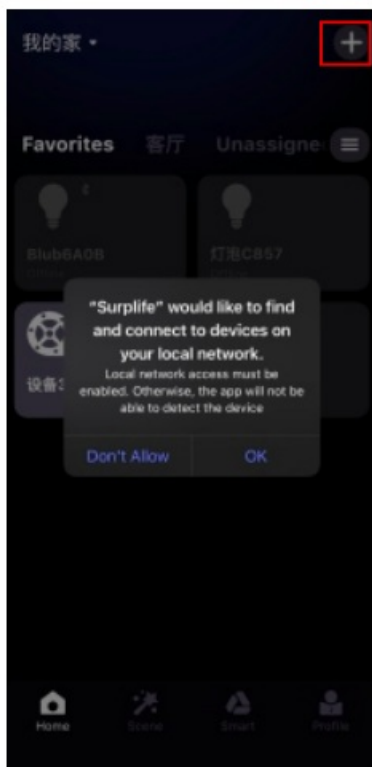 我的家
Favorites 客厅 Unassigne
Blub6A0B
灯泡CB57
"Surplife" would like to find
and connect to devices on
your local network.
Local network access must be
enabled. Otherwise, the app will not be
able to detect the device
设备3
Don't Allow OK
Home Scene Smart Profile